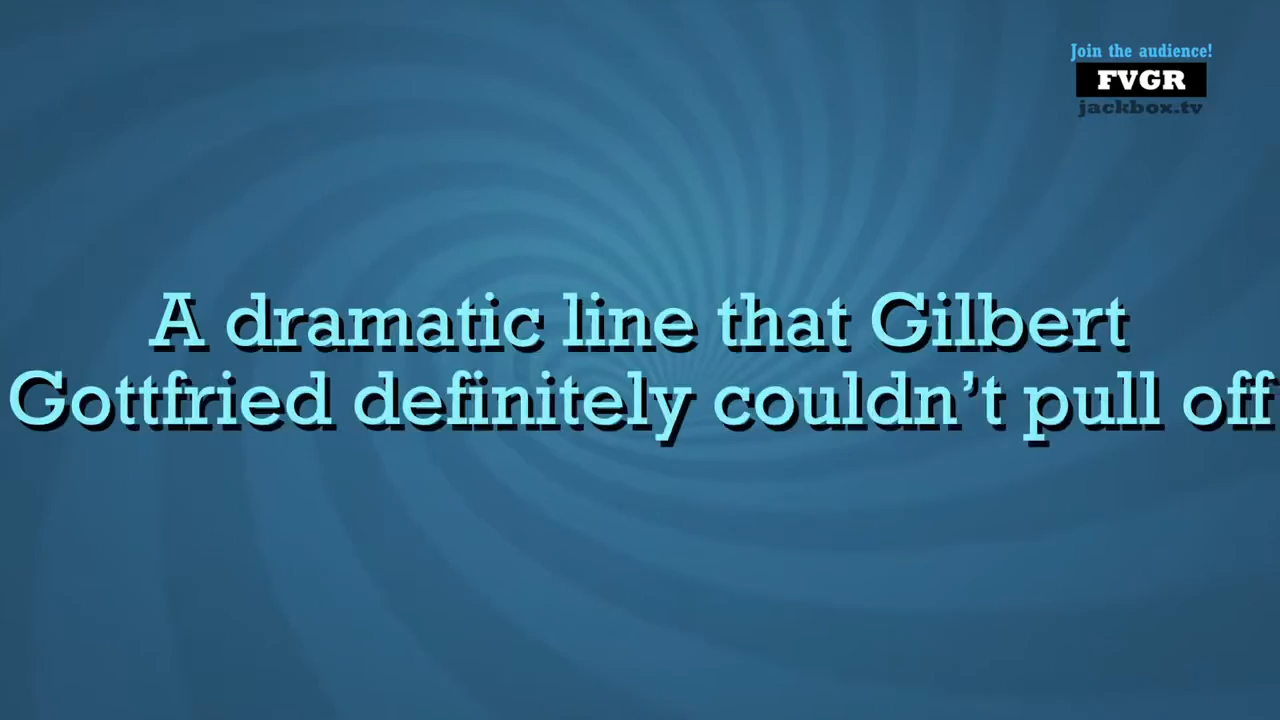 Join the audience!
FVGR
jackbox.tv
A dramatic line that Gilbert
Gottfried definitely couldn’t pull off